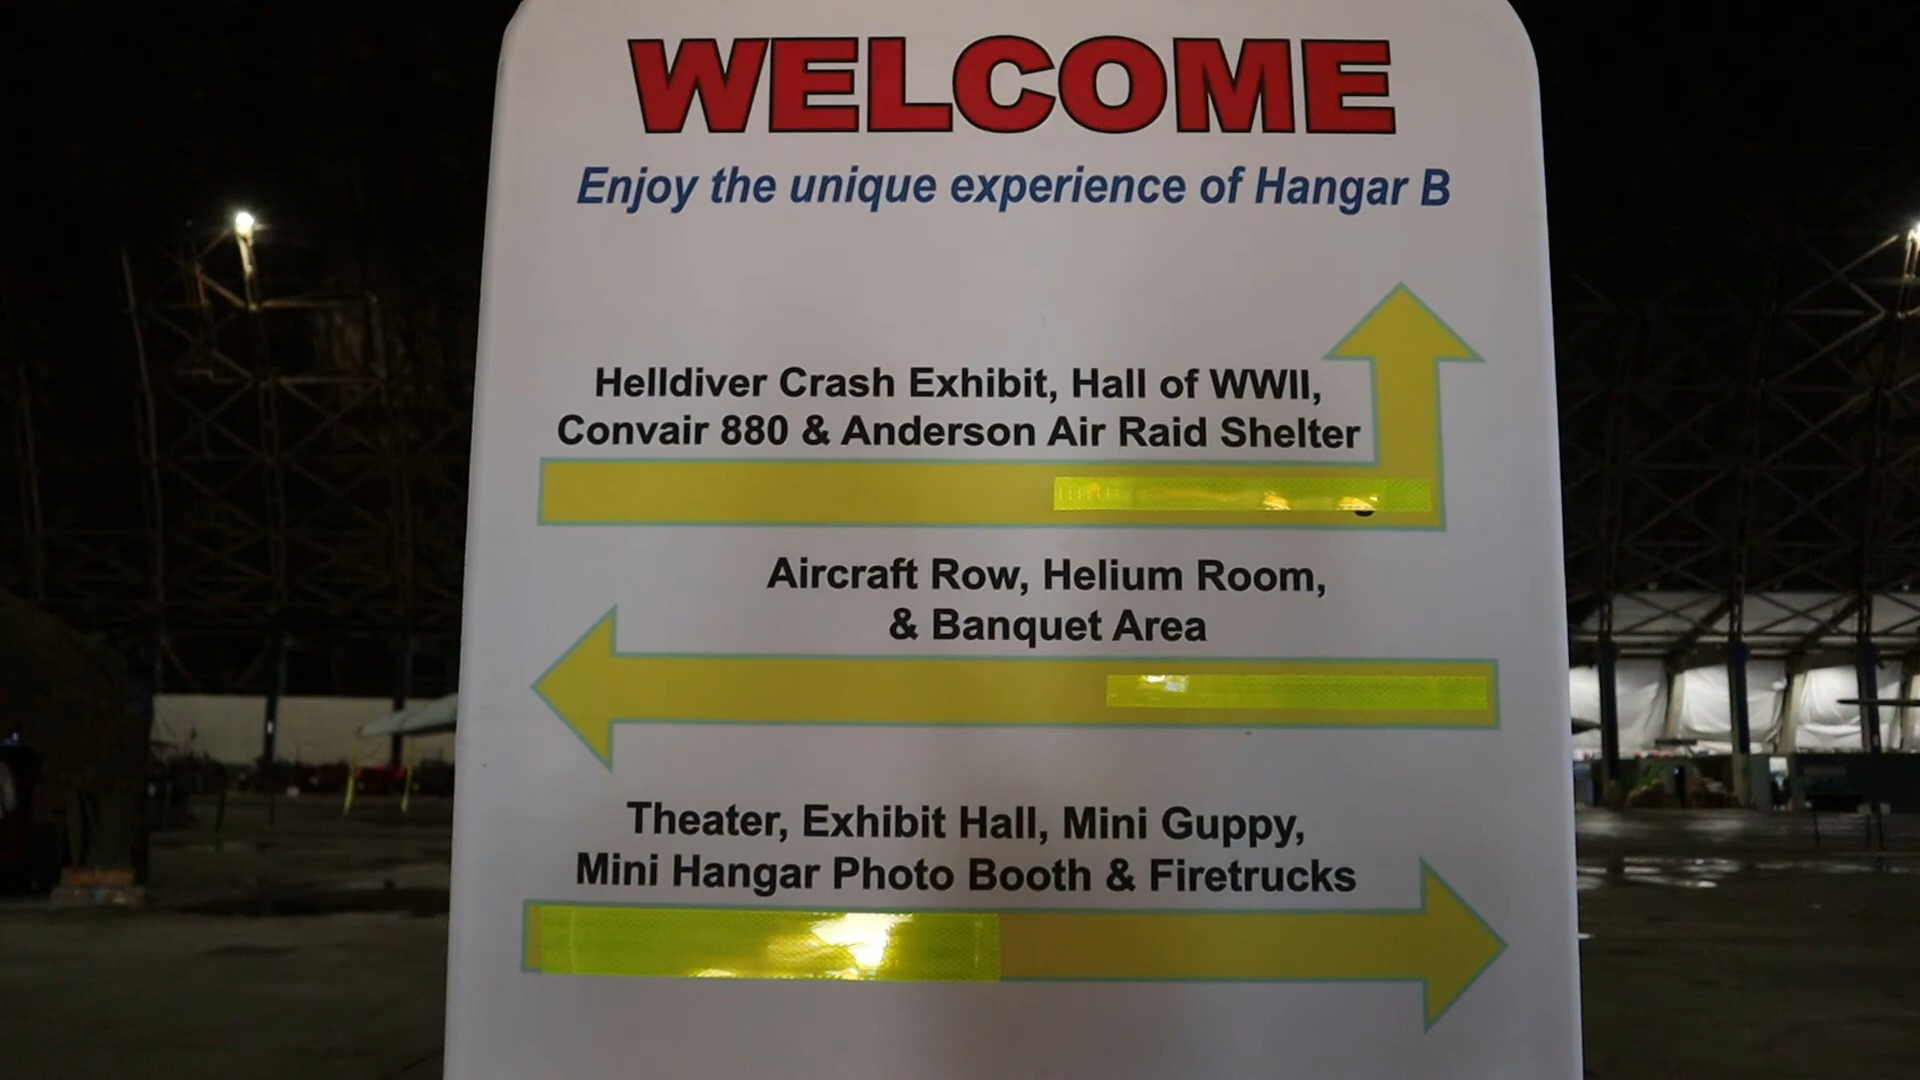 WELCOME
Enjoy the unique experience of Hangar B
Helldiver Crash Exhibit, Hall of WWII,
Convair 880 & Anderson Air Raid Shelter
Aircraft Row, Helium Room,
& Banquet Area
Theater, Exhibit Hall, Mini Guppy,
Mini Hangar Photo Booth & Firetrucks